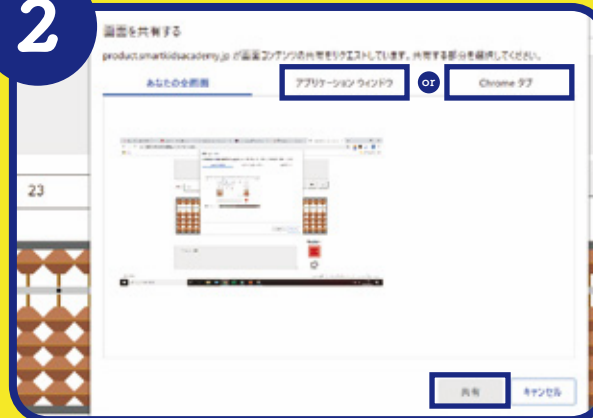 2
画面を共有する
product.smartkidsacademy.jp が画面コンテンツの共有をリクエストしています。共有する部分を選択してください。
あなたの全画面
アプリケーション ウィンドウ
or
Chrome タブ
23
共有
キャンセル